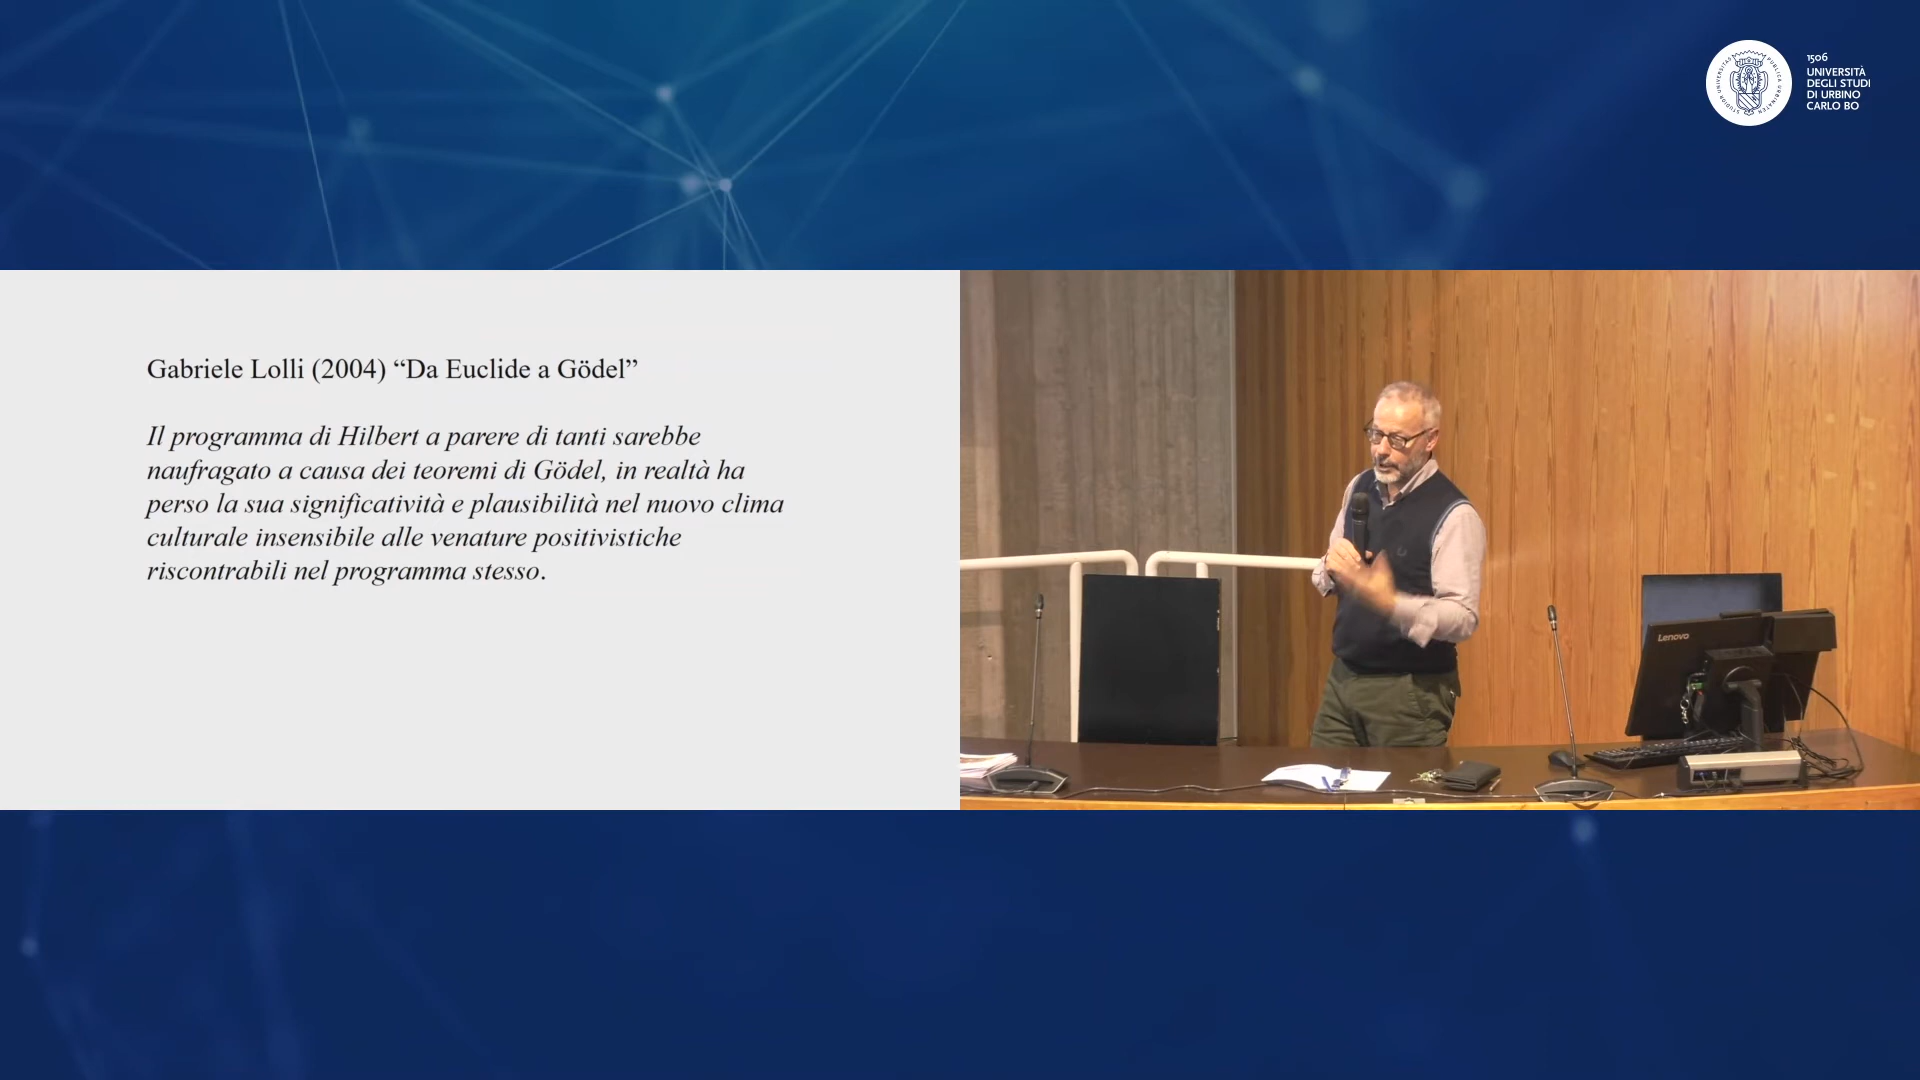 1506
UNIVERSITÀ
DEGLI STUDI
DI URBINO
CARLO BO
Gabriele Lolli (2004) “Da Euclide a Gödel”
Il programma di Hilbert a parere di tanti sarebbe
naufragato a causa dei teoremi di Gödel, in realtà ha
perso la sua significatività e plausibilità nel nuovo clima
culturale insensibile alle venature positivistiche
riscontrabili nel programma stesso.
Lenovo